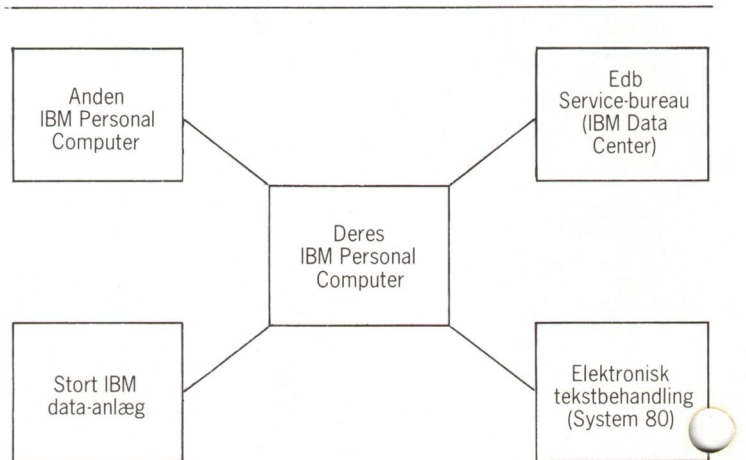 Anden
IBM Personal
Computer
Edb
Service-bureau
(IBM Data
Center)
Deres
IBM Personal
Computer
Stort IBM
data-anlæg
Elektronisk
tekstbehandling
(System 80)